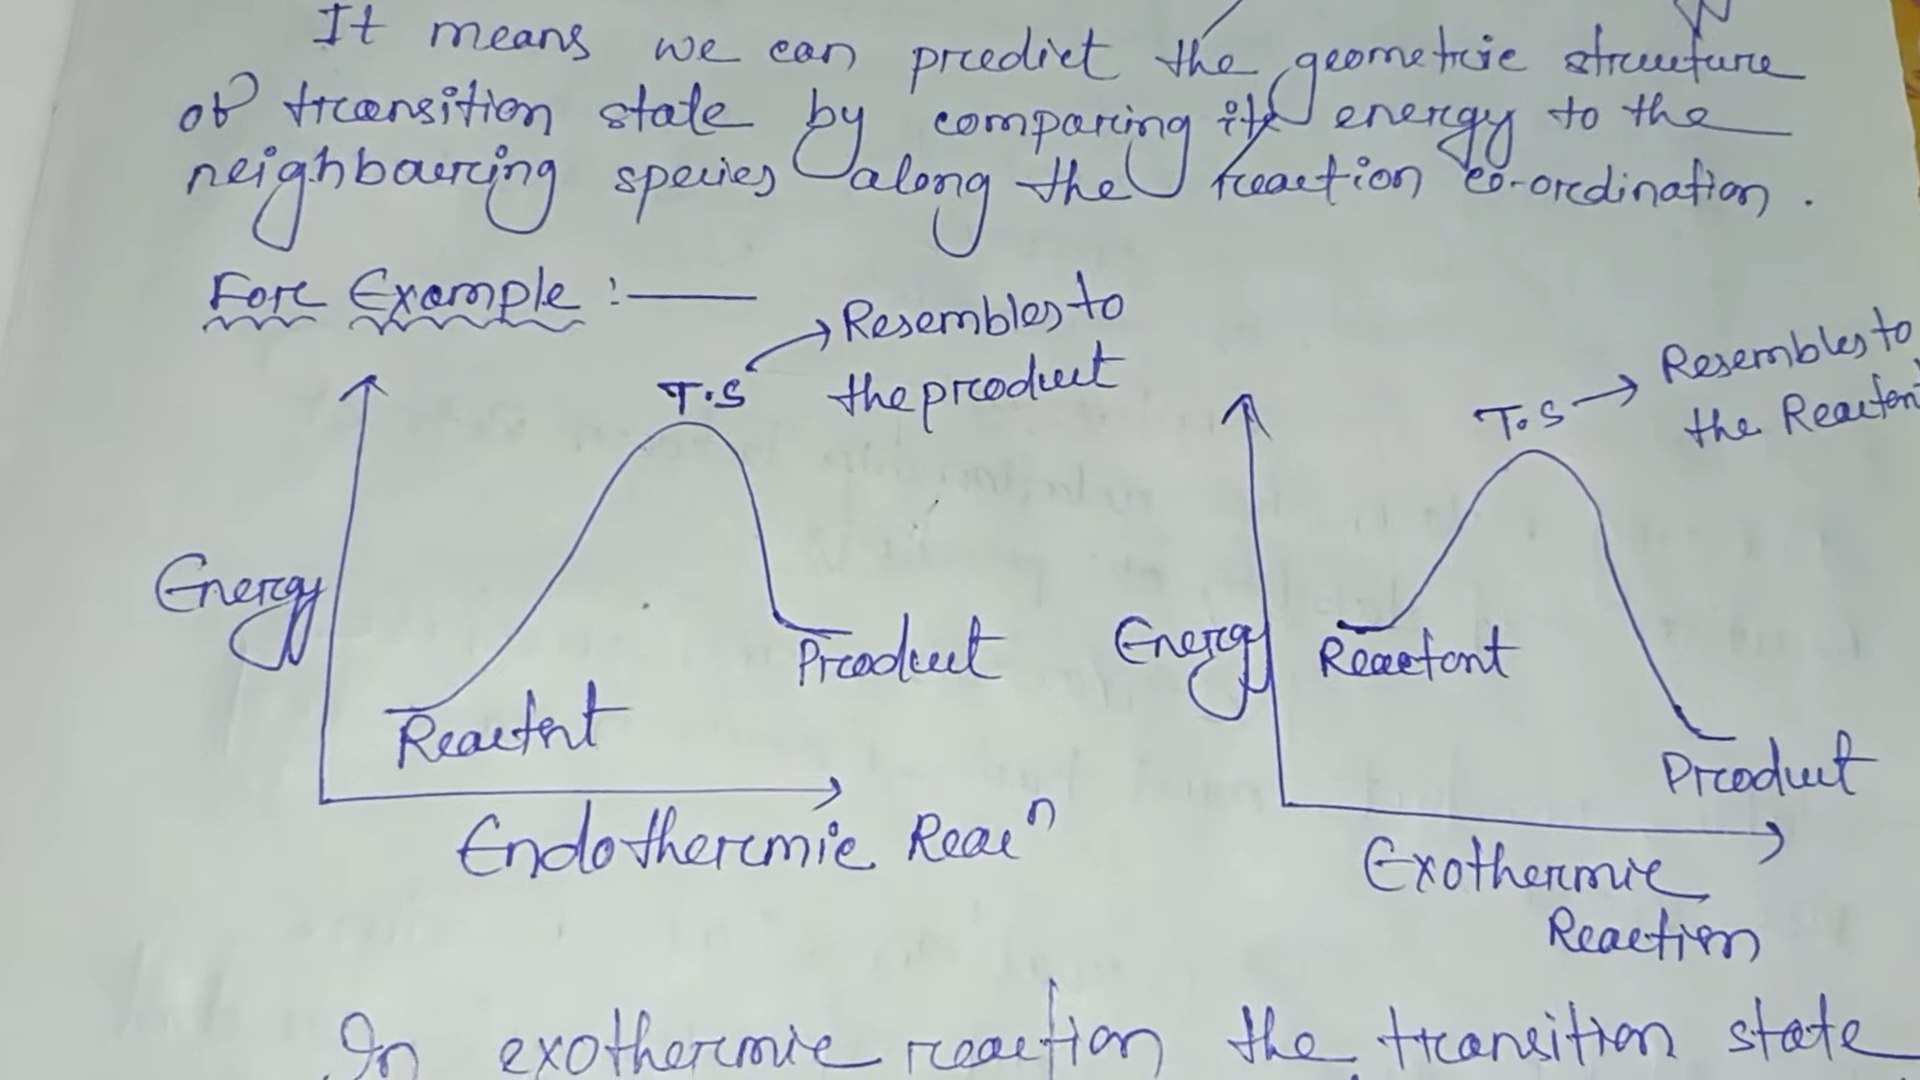 It means we can predict the geometric structure
of transition state by comparing its energy to the
neighbouring species along the reaction co-ordination.
For Example :-
T.S → Resembles to
the product
Energy
Reactent
Product
Endothermic Reacⁿ
T.S → Resembles to
the Reactent
Energy
Reactant
Product
Exothermic
Reaction
In exothermic reaction the transition state